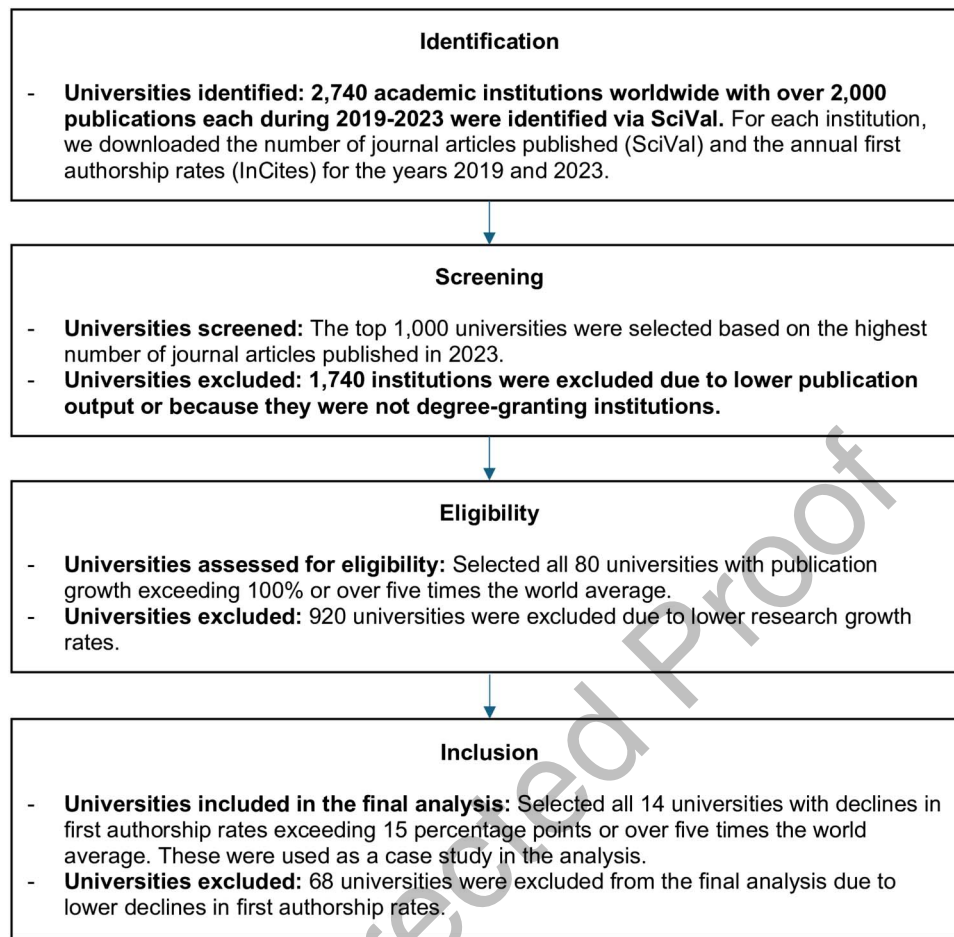 Identification
- Universities identified: 2,740 academic institutions worldwide with over 2,000
publications each during 2019-2023 were identified via SciVal. For each institution,
we downloaded the number of journal articles published (SciVal) and the annual first
authorship rates (InCites) for the years 2019 and 2023.
Screening
- Universities screened: The top 1,000 universities were selected based on the highest
number of journal articles published in 2023.
- Universities excluded: 1,740 institutions were excluded due to lower publication
output or because they were not degree-granting institutions.
Eligibility
- Universities assessed for eligibility: Selected all 80 universities with publication
growth exceeding 100% or over five times the world average.
- Universities excluded: 920 universities were excluded due to lower research growth
rates.
Inclusion
- Universities included in the final analysis: Selected all 14 universities with declines in
first authorship rates exceeding 15 percentage points or over five times the world
average. These were used as a case study in the analysis.
- Universities excluded: 68 universities were excluded from the final analysis due to
lower declines in first authorship rates.
ected Proof